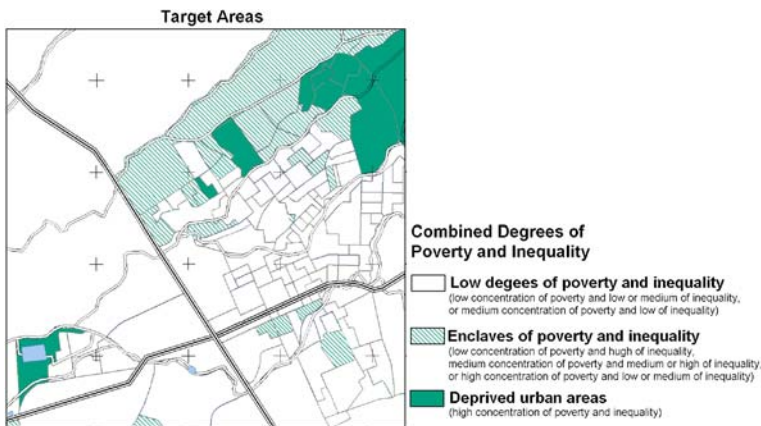 Target Areas
Combined Degrees of
Poverty and Inequality
Low degrees of poverty and inequality
(low concentration of poverty and low or medium of inequality,
or medium concentration of poverty and low of inequality)
Enclaves of poverty and inequality
(low concentration of poverty and hugh of inequality,
medium concentration of poverty and medium or high of inequality,
or high concentration of poverty and low or medium of inequality)
Deprived urban areas
(high concentration of poverty and inequality)